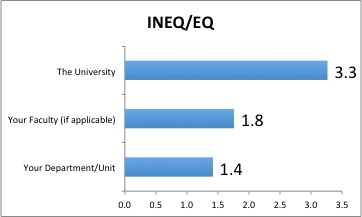 INEQ/EQ
The University
3.3
Your Faculty (if applicable)
1.8
Your Department/Unit
1.4
0.0 0.5 1.0 1.5 2.0 2.5 3.0 3.5